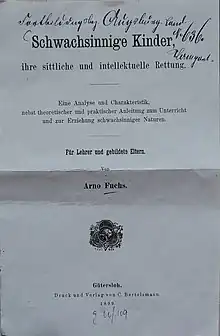 Augsburg-Land
Schwachsinnige Kinder,
ihre sittliche und intellektuelle Rettung.
Eine Analyse und Charakteristik,
nebst theoretischer und praktischer Anleitung zum Unterricht
und zur Erziehung schwachsinniger Naturen.
Für Lehrer und gebildete Eltern.
Von
Arno Fuchs.
Gütersloh.
Druck und Verlag von C. Bertelsmann.
1899.